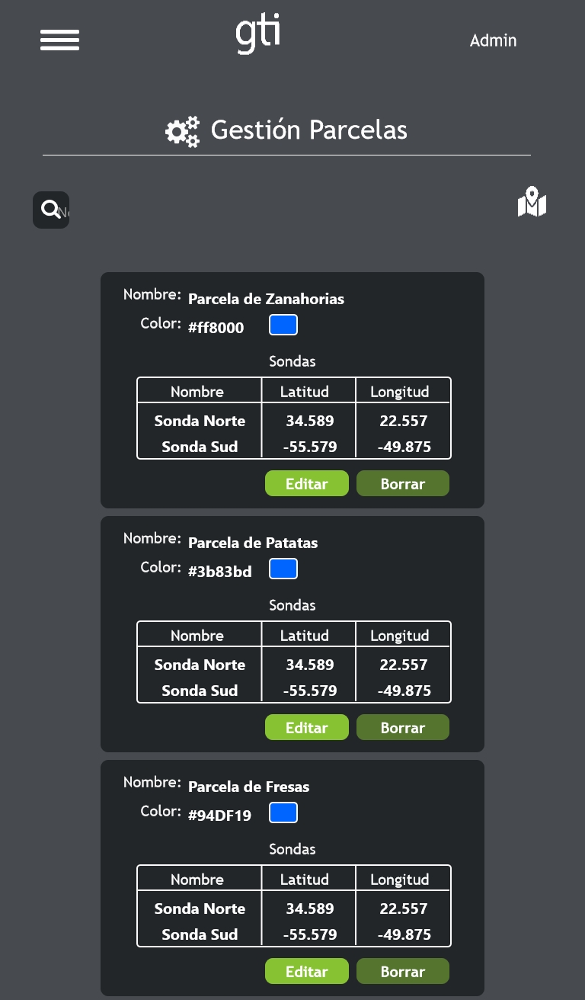 gti
Admin
Gestión Parcelas
Nombre: Parcela de Zanahorias
Color: #ff8000
Sondas
Nombre Latitud Longitud
Sonda Norte 34.589 22.557
Sonda Sud -55.579 -49.875
Editar Borrar
Nombre: Parcela de Patatas
Color: #3b83bd
Sondas
Nombre Latitud Longitud
Sonda Norte 34.589 22.557
Sonda Sud -55.579 -49.875
Editar Borrar
Nombre: Parcela de Fresas
Color: #94DF19
Sondas
Nombre Latitud Longitud
Sonda Norte 34.589 22.557
Sonda Sud -55.579 -49.875
Editar Borrar